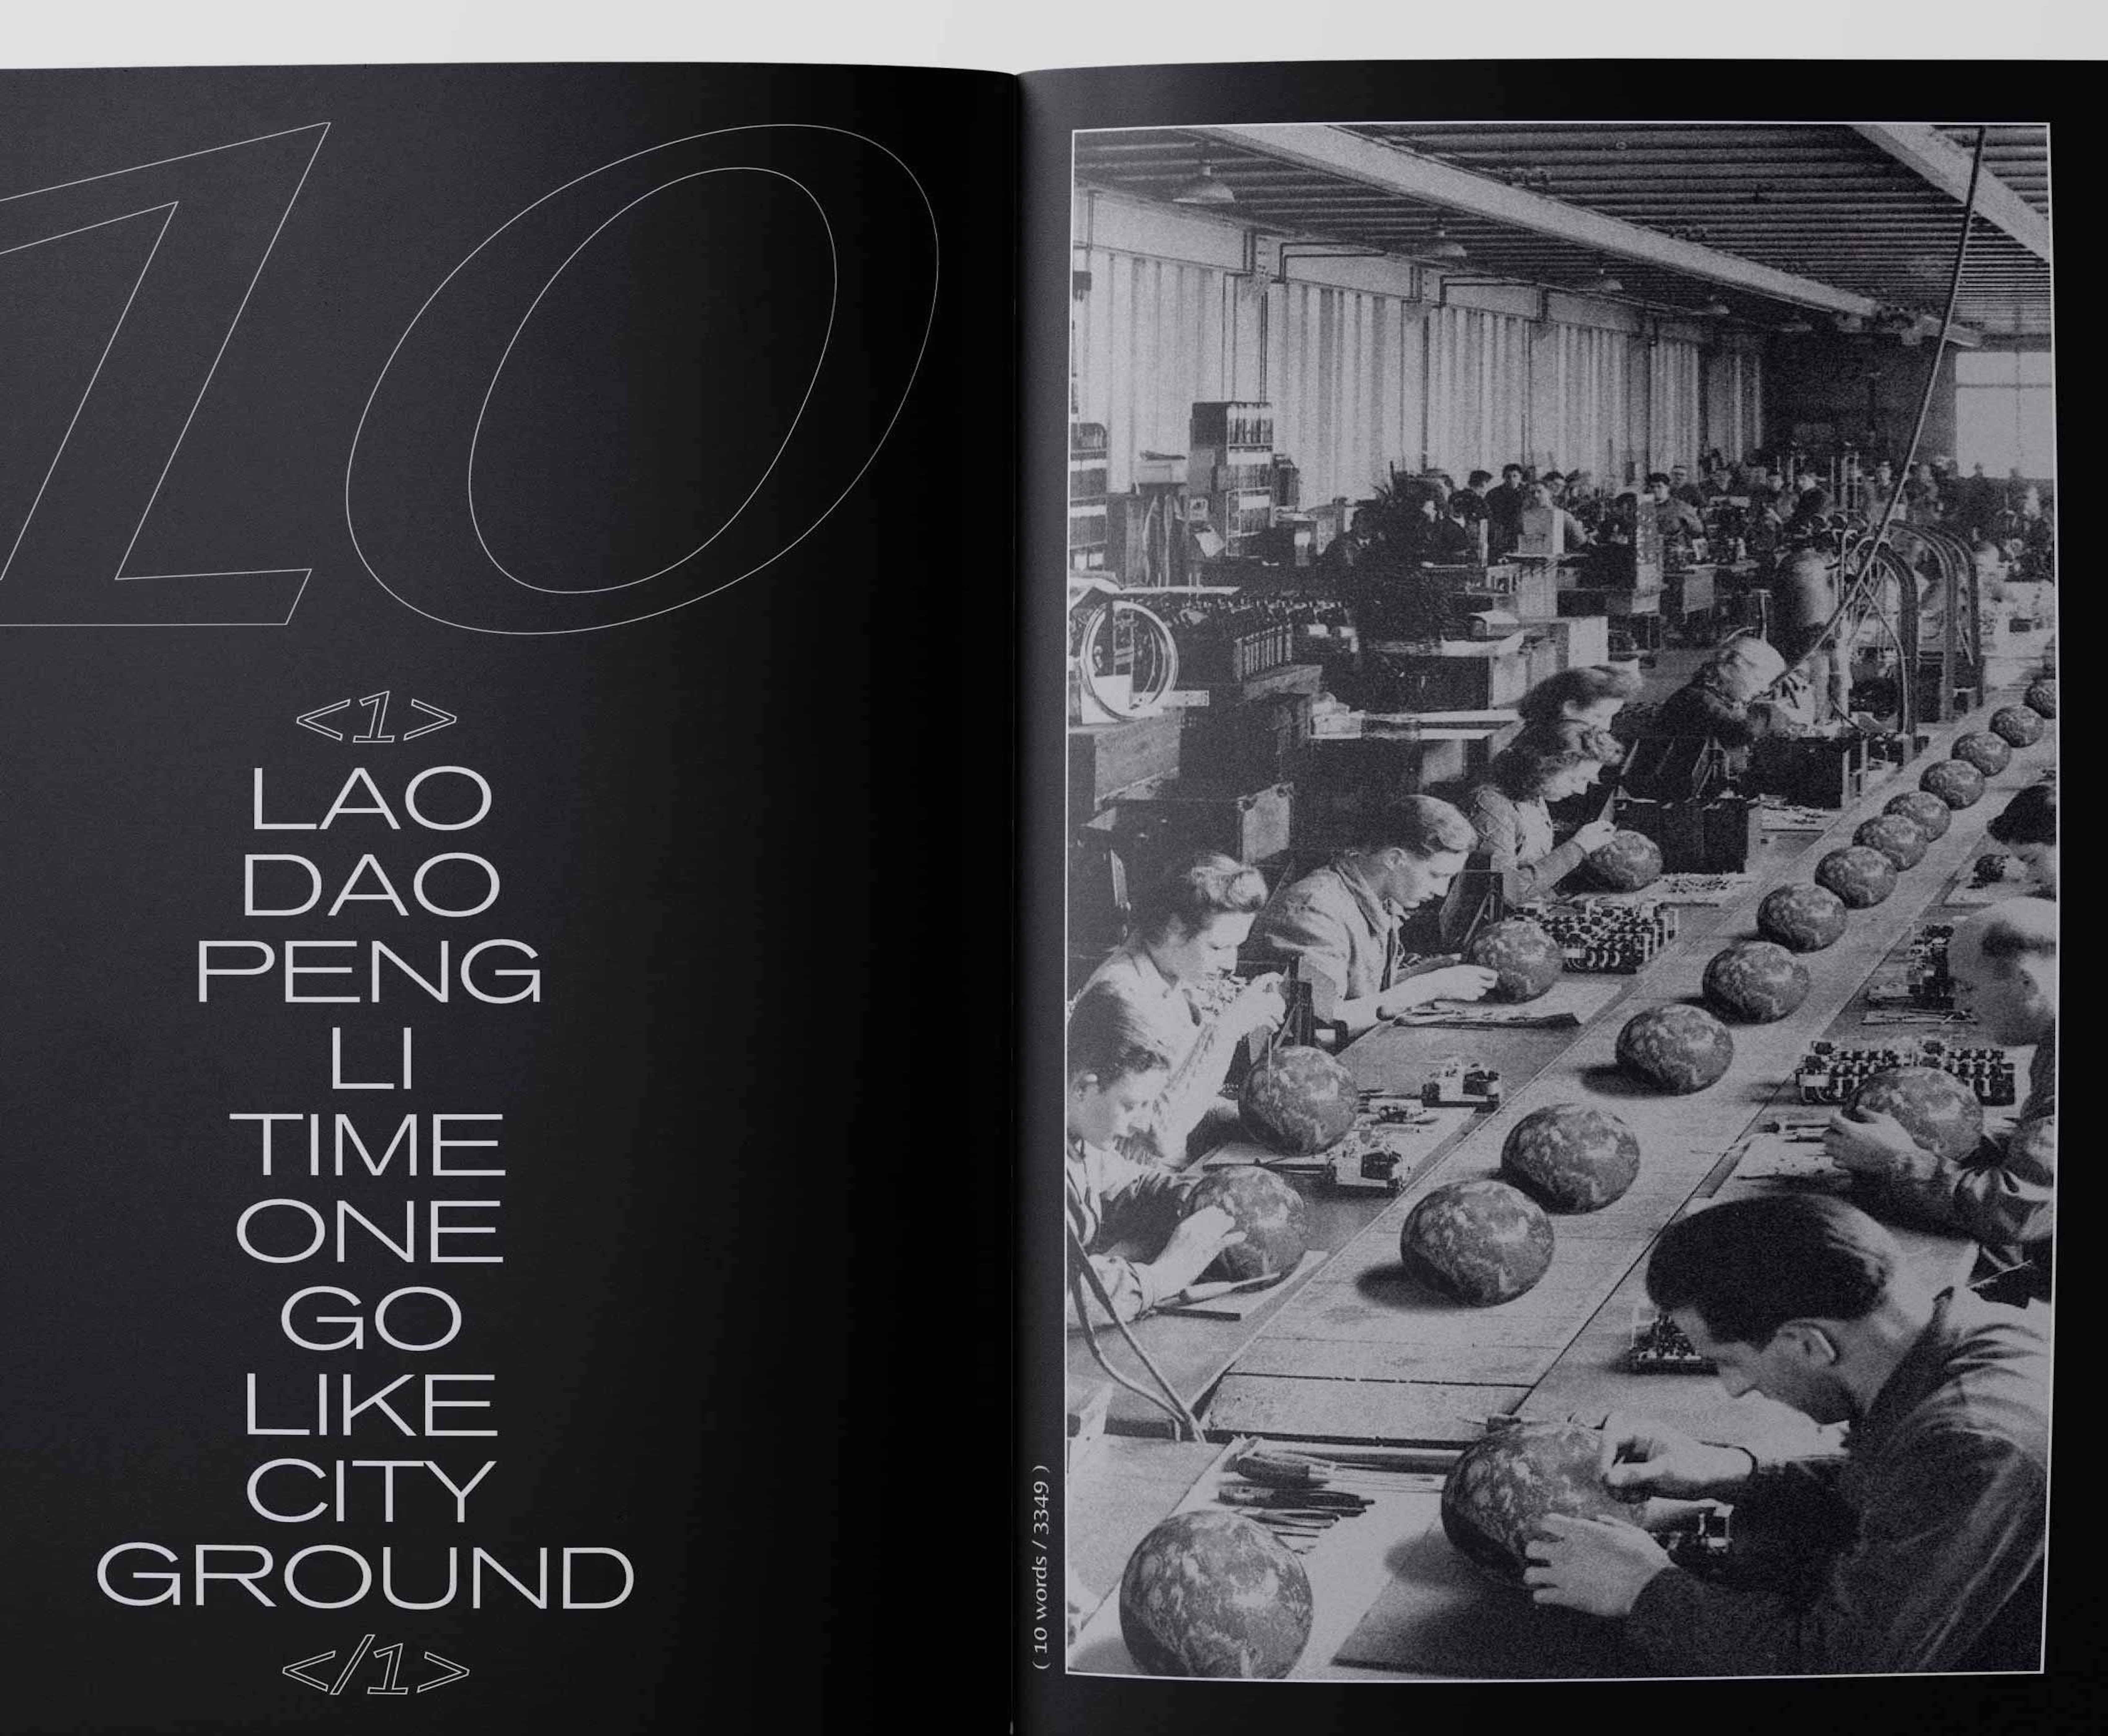 10
<1>
LAO
DAO
PENG
LI
TIME
ONE
GO
LIKE
CITY
GROUND
</1>
( 10 words / 3349 )